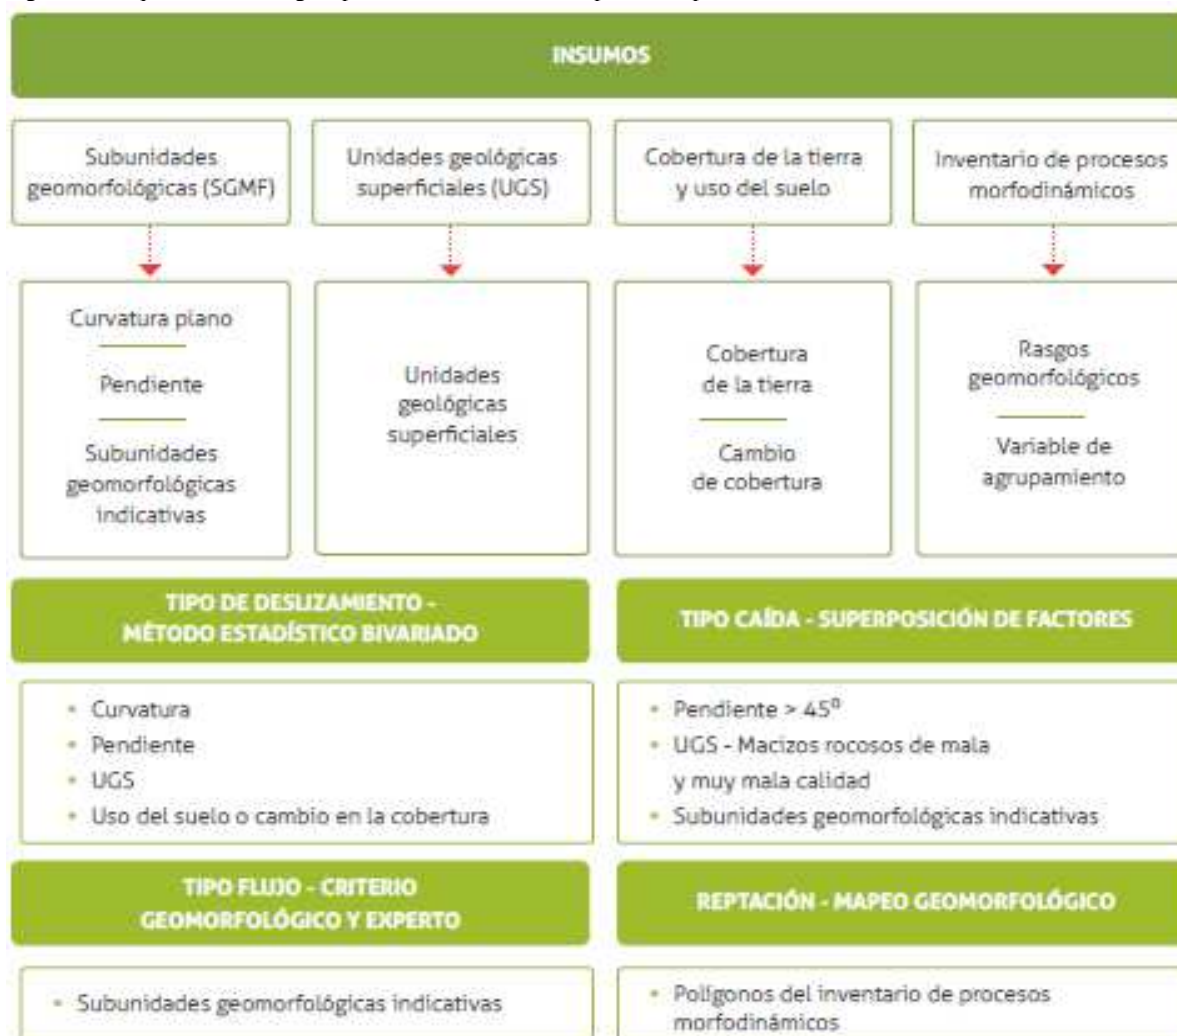 INSUMOS
Subunidades
geomorfológicas (SGMF)
Unidades geológicas
superficiales (UGS)
Cobertura de la tierra
y uso del suelo
Inventario de procesos
morfodinámicos
Curvatura plano
Pendiente
Subunidades
geomorfológicas
indicativas
Unidades
geológicas
superficiales
Cobertura
de la tierra
Cambio
de cobertura
Rasgos
geomorfológicos
Variable de
agrupamiento
TIPO DE DESLIZAMIENTO -
MÉTODO ESTADÍSTICO BIVARIADO
• Curvatura
• Pendiente
• UGS
• Uso del suelo o cambio en la cobertura
TIPO CAÍDA - SUPERPOSICIÓN DE FACTORES
• Pendiente > 45º
• UGS - Macizos rocosos de mala
y muy mala calidad
• Subunidades geomorfológicas indicativas
TIPO FLUJO - CRITERIO
GEOMORFOLÓGICO Y EXPERTO
• Subunidades geomorfológicas indicativas
REPTACIÓN - MAPEO GEOMORFOLÓGICO
• Polígonos del inventario de procesos
morfodinámicos